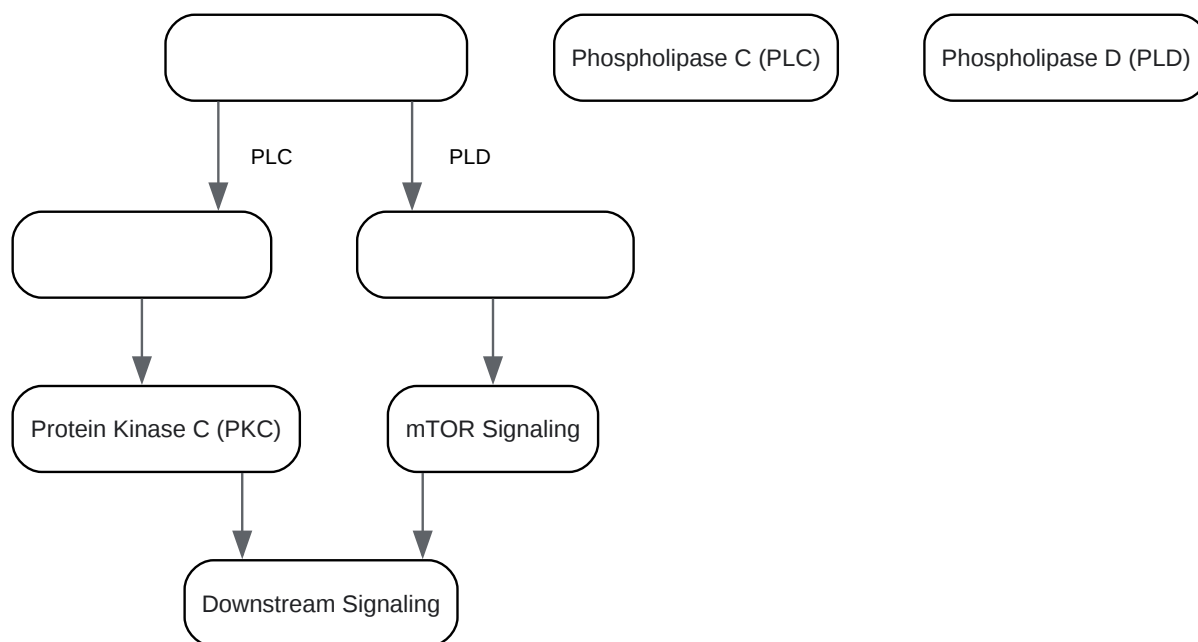 Phospholipase C (PLC)
Phospholipase D (PLD)
PLC
PLD
Protein Kinase C (PKC)
mTOR Signaling
Downstream Signaling